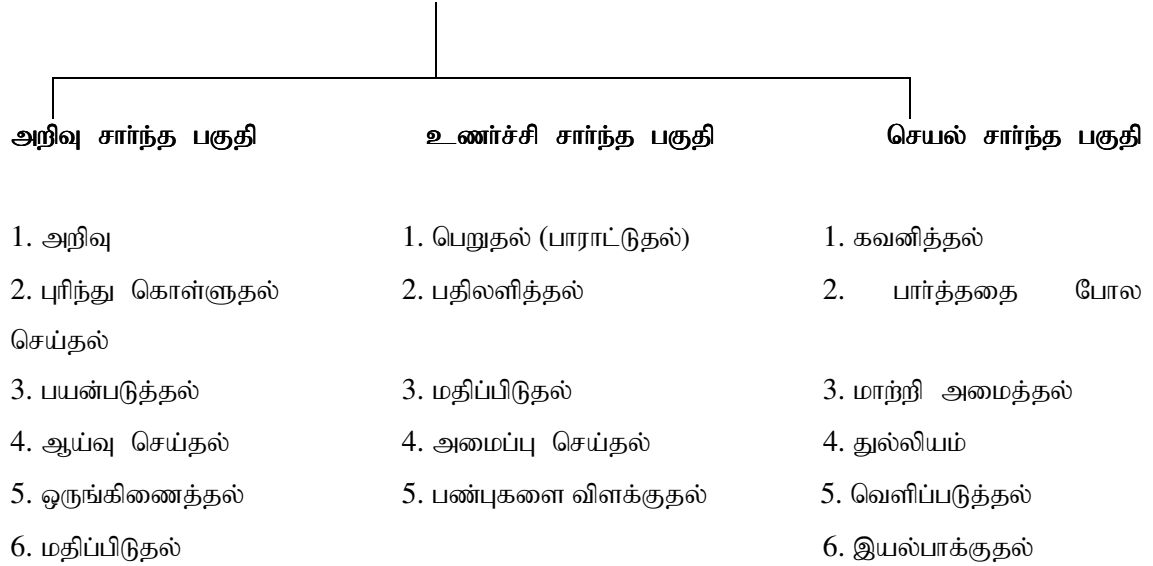 அறிவு சார்ந்த பகுதி உணர்ச்சி சார்ந்த பகுதி செயல் சார்ந்த பகுதி
1. அறிவு 1. பெறுதல் (பாராட்டுதல்) 1. கவனித்தல்
2. புரிந்து கொள்ளுதல் 2. பதிலளித்தல் 2. பார்த்ததை போல
செய்தல்
3. பயன்படுத்தல் 3. மதிப்பிடுதல் 3. மாற்றி அமைத்தல்
4. ஆய்வு செய்தல் 4. அமைப்பு செய்தல் 4. துல்லியம்
5. ஒருங்கிணைத்தல் 5. பண்புகளை விளக்குதல் 5. வெளிப்படுத்தல்
6. மதிப்பிடுதல் 6. இயல்பாக்குதல்